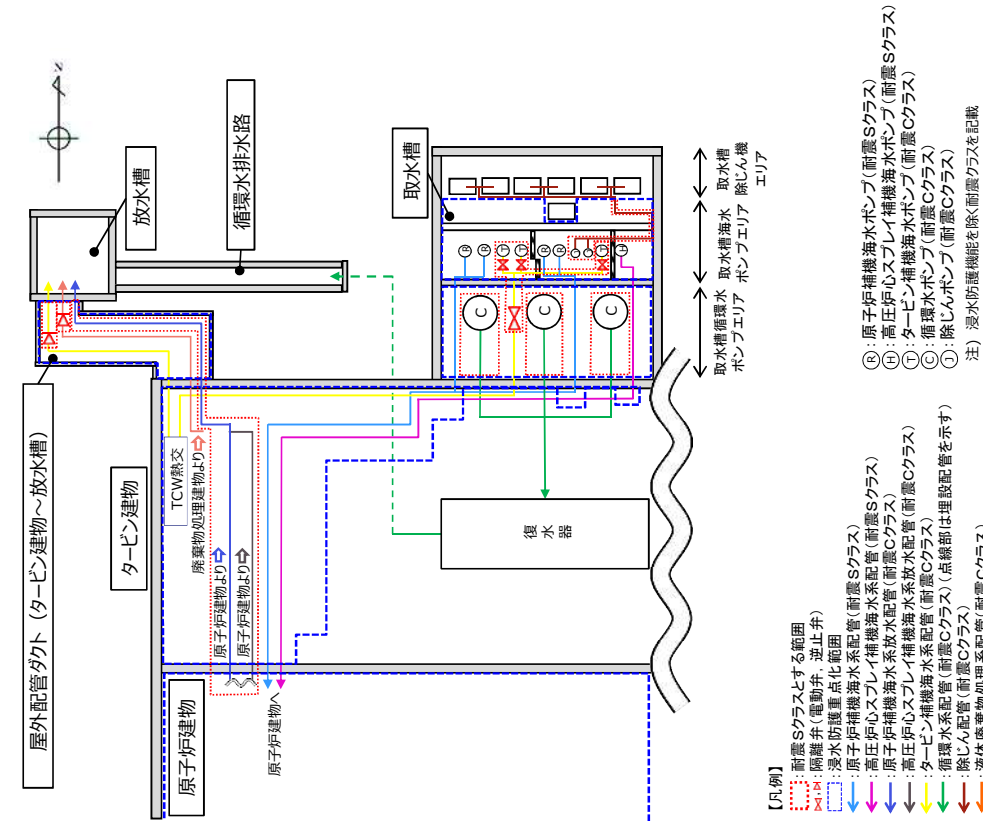 屋外配管ダクト（タービン建物～放水槽）
放水槽
循環水排水路
取水槽
取水槽
除じん機
エリア
取水槽海水
ポンプエリア
取水槽循環水
ポンプエリア
タービン建物
原子炉建物
TCW熱交
廃棄物処理建物より
原子炉建物より
原子炉建物より
原子炉建物へ
復水器
N
R
R
T
T
R
R
J
J
T
H
C
C
C
Ⓡ：原子炉補機海水ポンプ（耐震Sクラス）
Ⓗ：高圧炉心スプレイ補機海水ポンプ（耐震Sクラス）
Ⓣ：タービン補機海水ポンプ（耐震Cクラス）
Ⓒ：循環水ポンプ（耐震Cクラス）
Ⓙ：除じんポンプ（耐震Cクラス）
注） 浸水防護機能を除く耐震クラスを記載
【凡例】
：耐震Sクラスとする範囲
：隔離弁（電動弁，逆止弁）
：浸水防護重点化範囲
：原子炉補機海水系配管（耐震Sクラス）
：高圧炉心スプレイ補機海水系配管（耐震Sクラス）
：原子炉補機海水系放水配管（耐震Cクラス）
：高圧炉心スプレイ補機海水系放水配管（耐震Cクラス）
：タービン補機海水系配管（耐震Cクラス）
：循環水系配管（耐震Cクラス）（点線部は埋設配管を示す）
：除じん配管（耐震Cクラス）
：液体廃棄物処理系配管（耐震Cクラス）